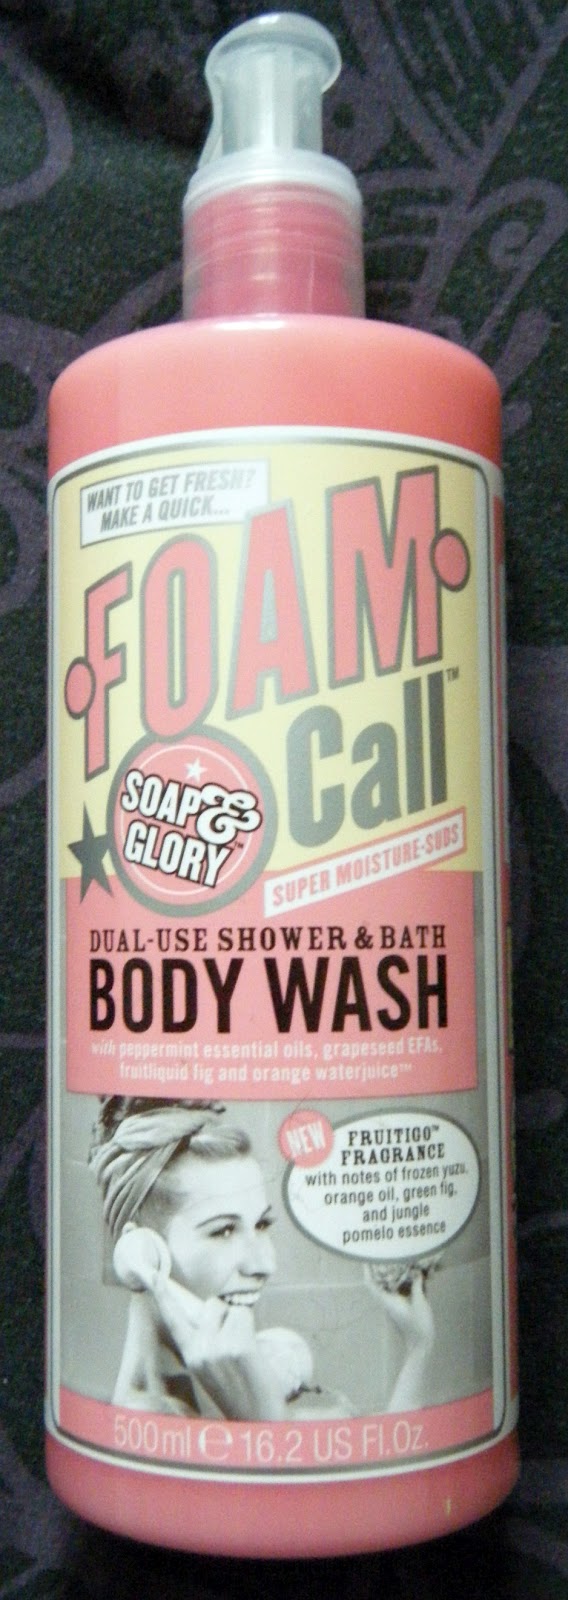 WANT TO GET FRESH?
MAKE A QUICK...
FOAM
Call™
SOAP &
GLORY™
SUPER MOISTURE-SUDS
DUAL-USE SHOWER & BATH
BODY WASH
with peppermint essential oils, grapeseed EFAs,
fruitliquid fig and orange waterjuice™
NEW
FRUITIGO™
FRAGRANCE
with notes of frozen yuzu,
orange oil, green fig,
and jungle
pomelo essence
500ml ℮ 16.2 US Fl.Oz.